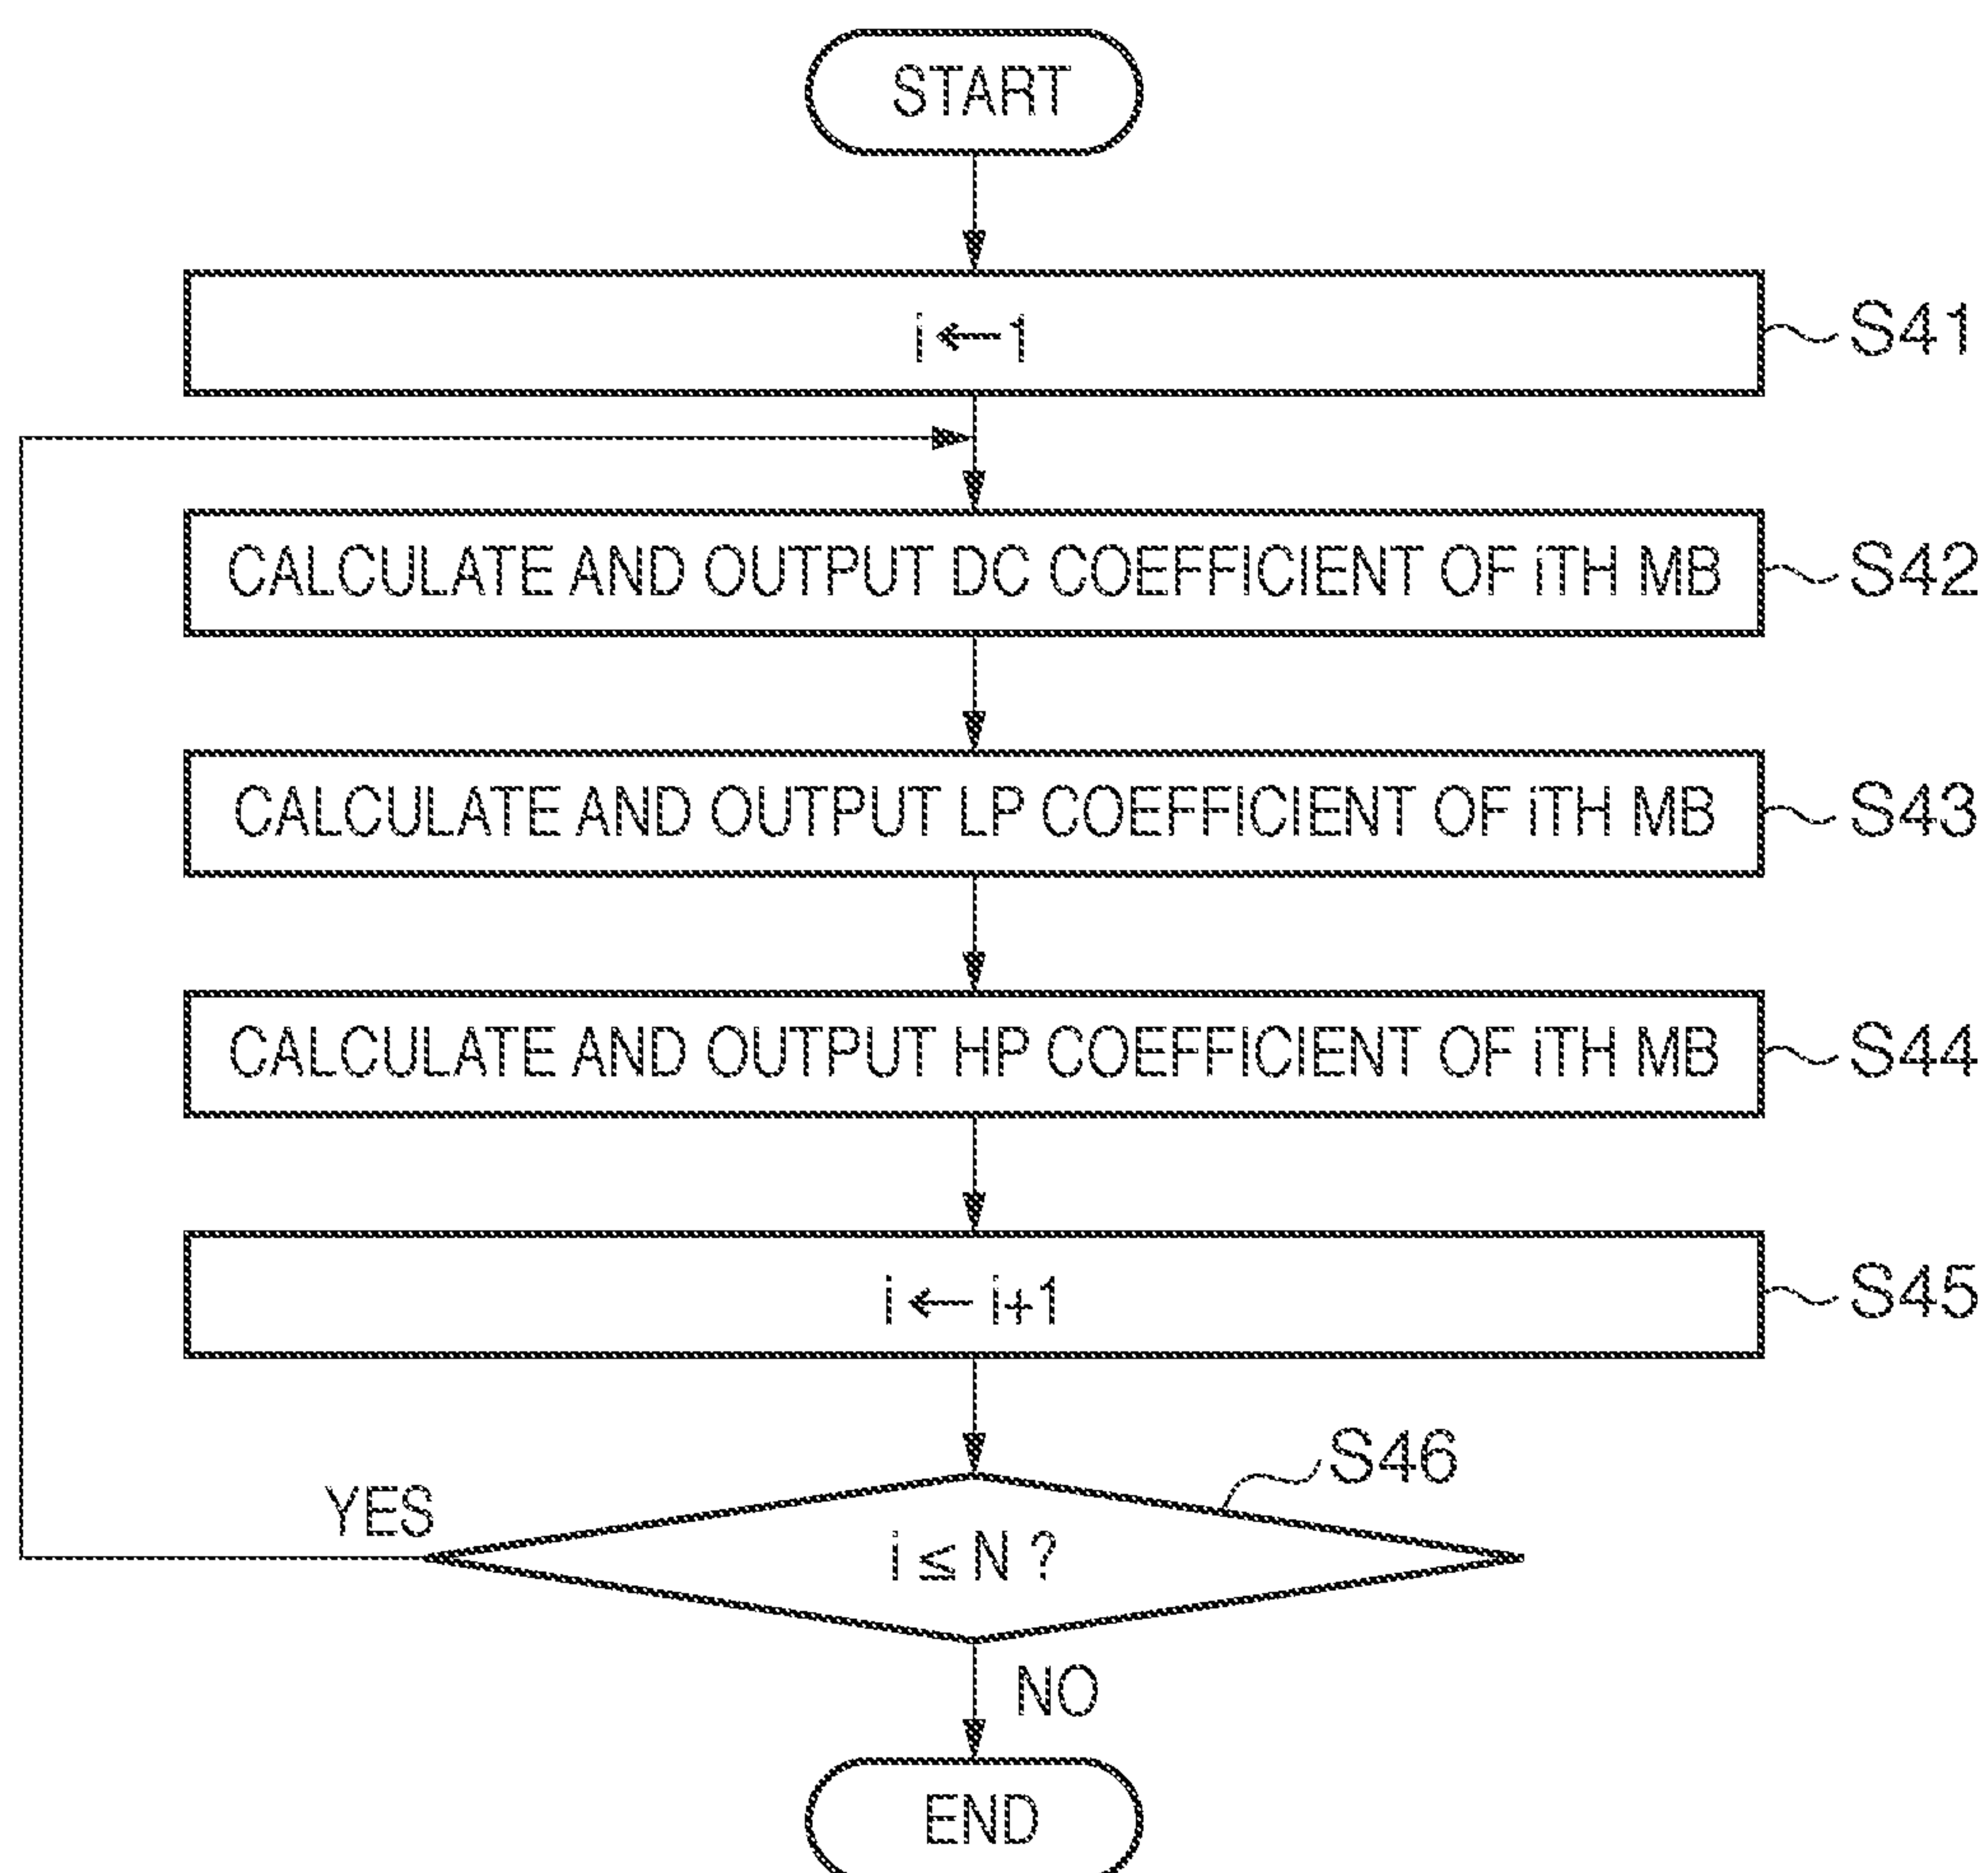 START
i ← 1
S41
CALCULATE AND OUTPUT DC COEFFICIENT OF iTH MB
S42
CALCULATE AND OUTPUT LP COEFFICIENT OF iTH MB
S43
CALCULATE AND OUTPUT HP COEFFICIENT OF iTH MB
S44
i ← i+1
S45
S46
YES
i ≤ N ?
NO
END